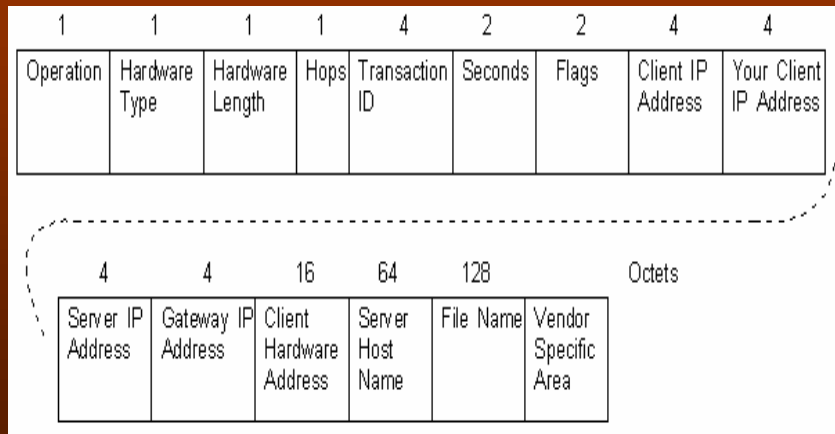 1 1 1 1 4 2 2 4 4
Operation Hardware Hardware Hops Transaction Seconds Flags Client IP Your Client
Type Length ID Address IP Address
4 4 16 64 128 Octets
Server IP Gateway IP Client Server File Name Vendor
Address Address Hardware Host Specific
Address Name Area